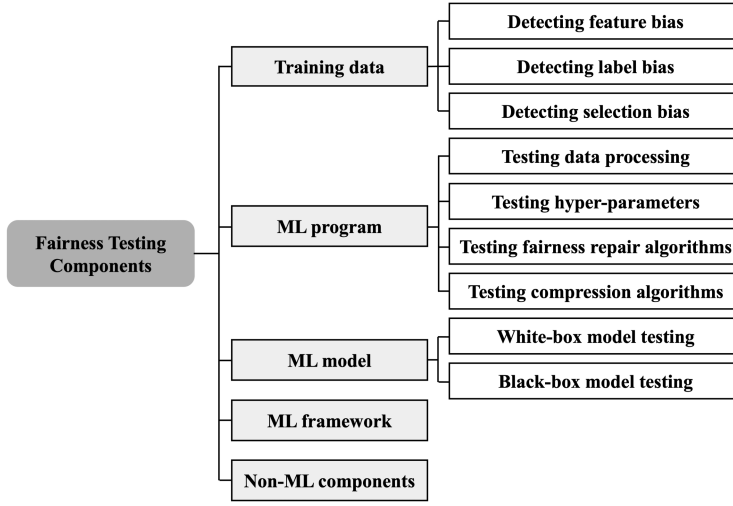 Fairness Testing
Components
Training data
Detecting feature bias
Detecting label bias
Detecting selection bias
ML program
Testing data processing
Testing hyper-parameters
Testing fairness repair algorithms
Testing compression algorithms
ML model
White-box model testing
Black-box model testing
ML framework
Non-ML components